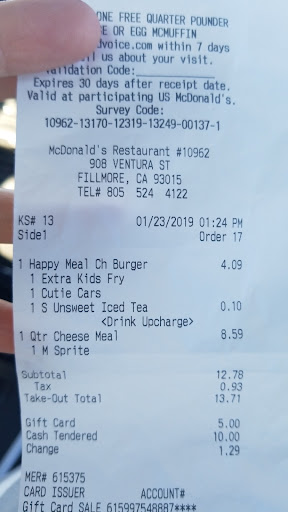 ONE FREE QUARTER POUNDER
E OR EGG MCMUFFIN
dvoice.com within 7 days
us about your visit.
Validation Code:
Expires 30 days after receipt date.
Valid at participating US McDonald's.
Survey Code:
10962-13170-12319-13249-00137-1
McDonald's Restaurant #10962
908 VENTURA ST
FILLMORE, CA 93015
TEL# 805 524 4122
KS# 13 01/23/2019 01:24 PM
Side1 Order 17
1 Happy Meal Ch Burger 4.09
1 Extra Kids Fry
1 Cutie Cars
1 S Unsweet Iced Tea 0.10
<Drink Upcharge>
1 Qtr Cheese Meal 8.59
1 M Sprite
Subtotal 12.78
Tax 0.93
Take-Out Total 13.71
Gift Card 5.00
Cash Tendered 10.00
Change 1.29
MER# 615375
CARD ISSUER ACCOUNT#
Gift Card SALE 615997548887****